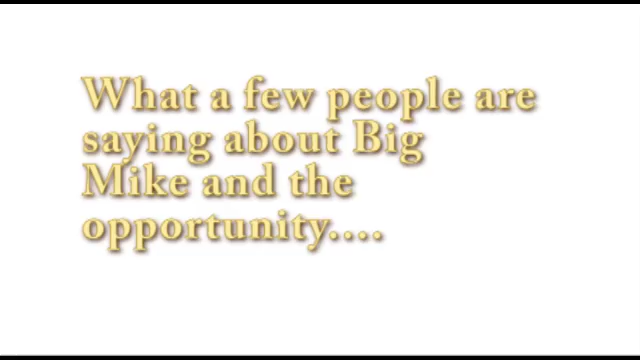 What a few people are
saying about Big
Mike and the
opportunity....